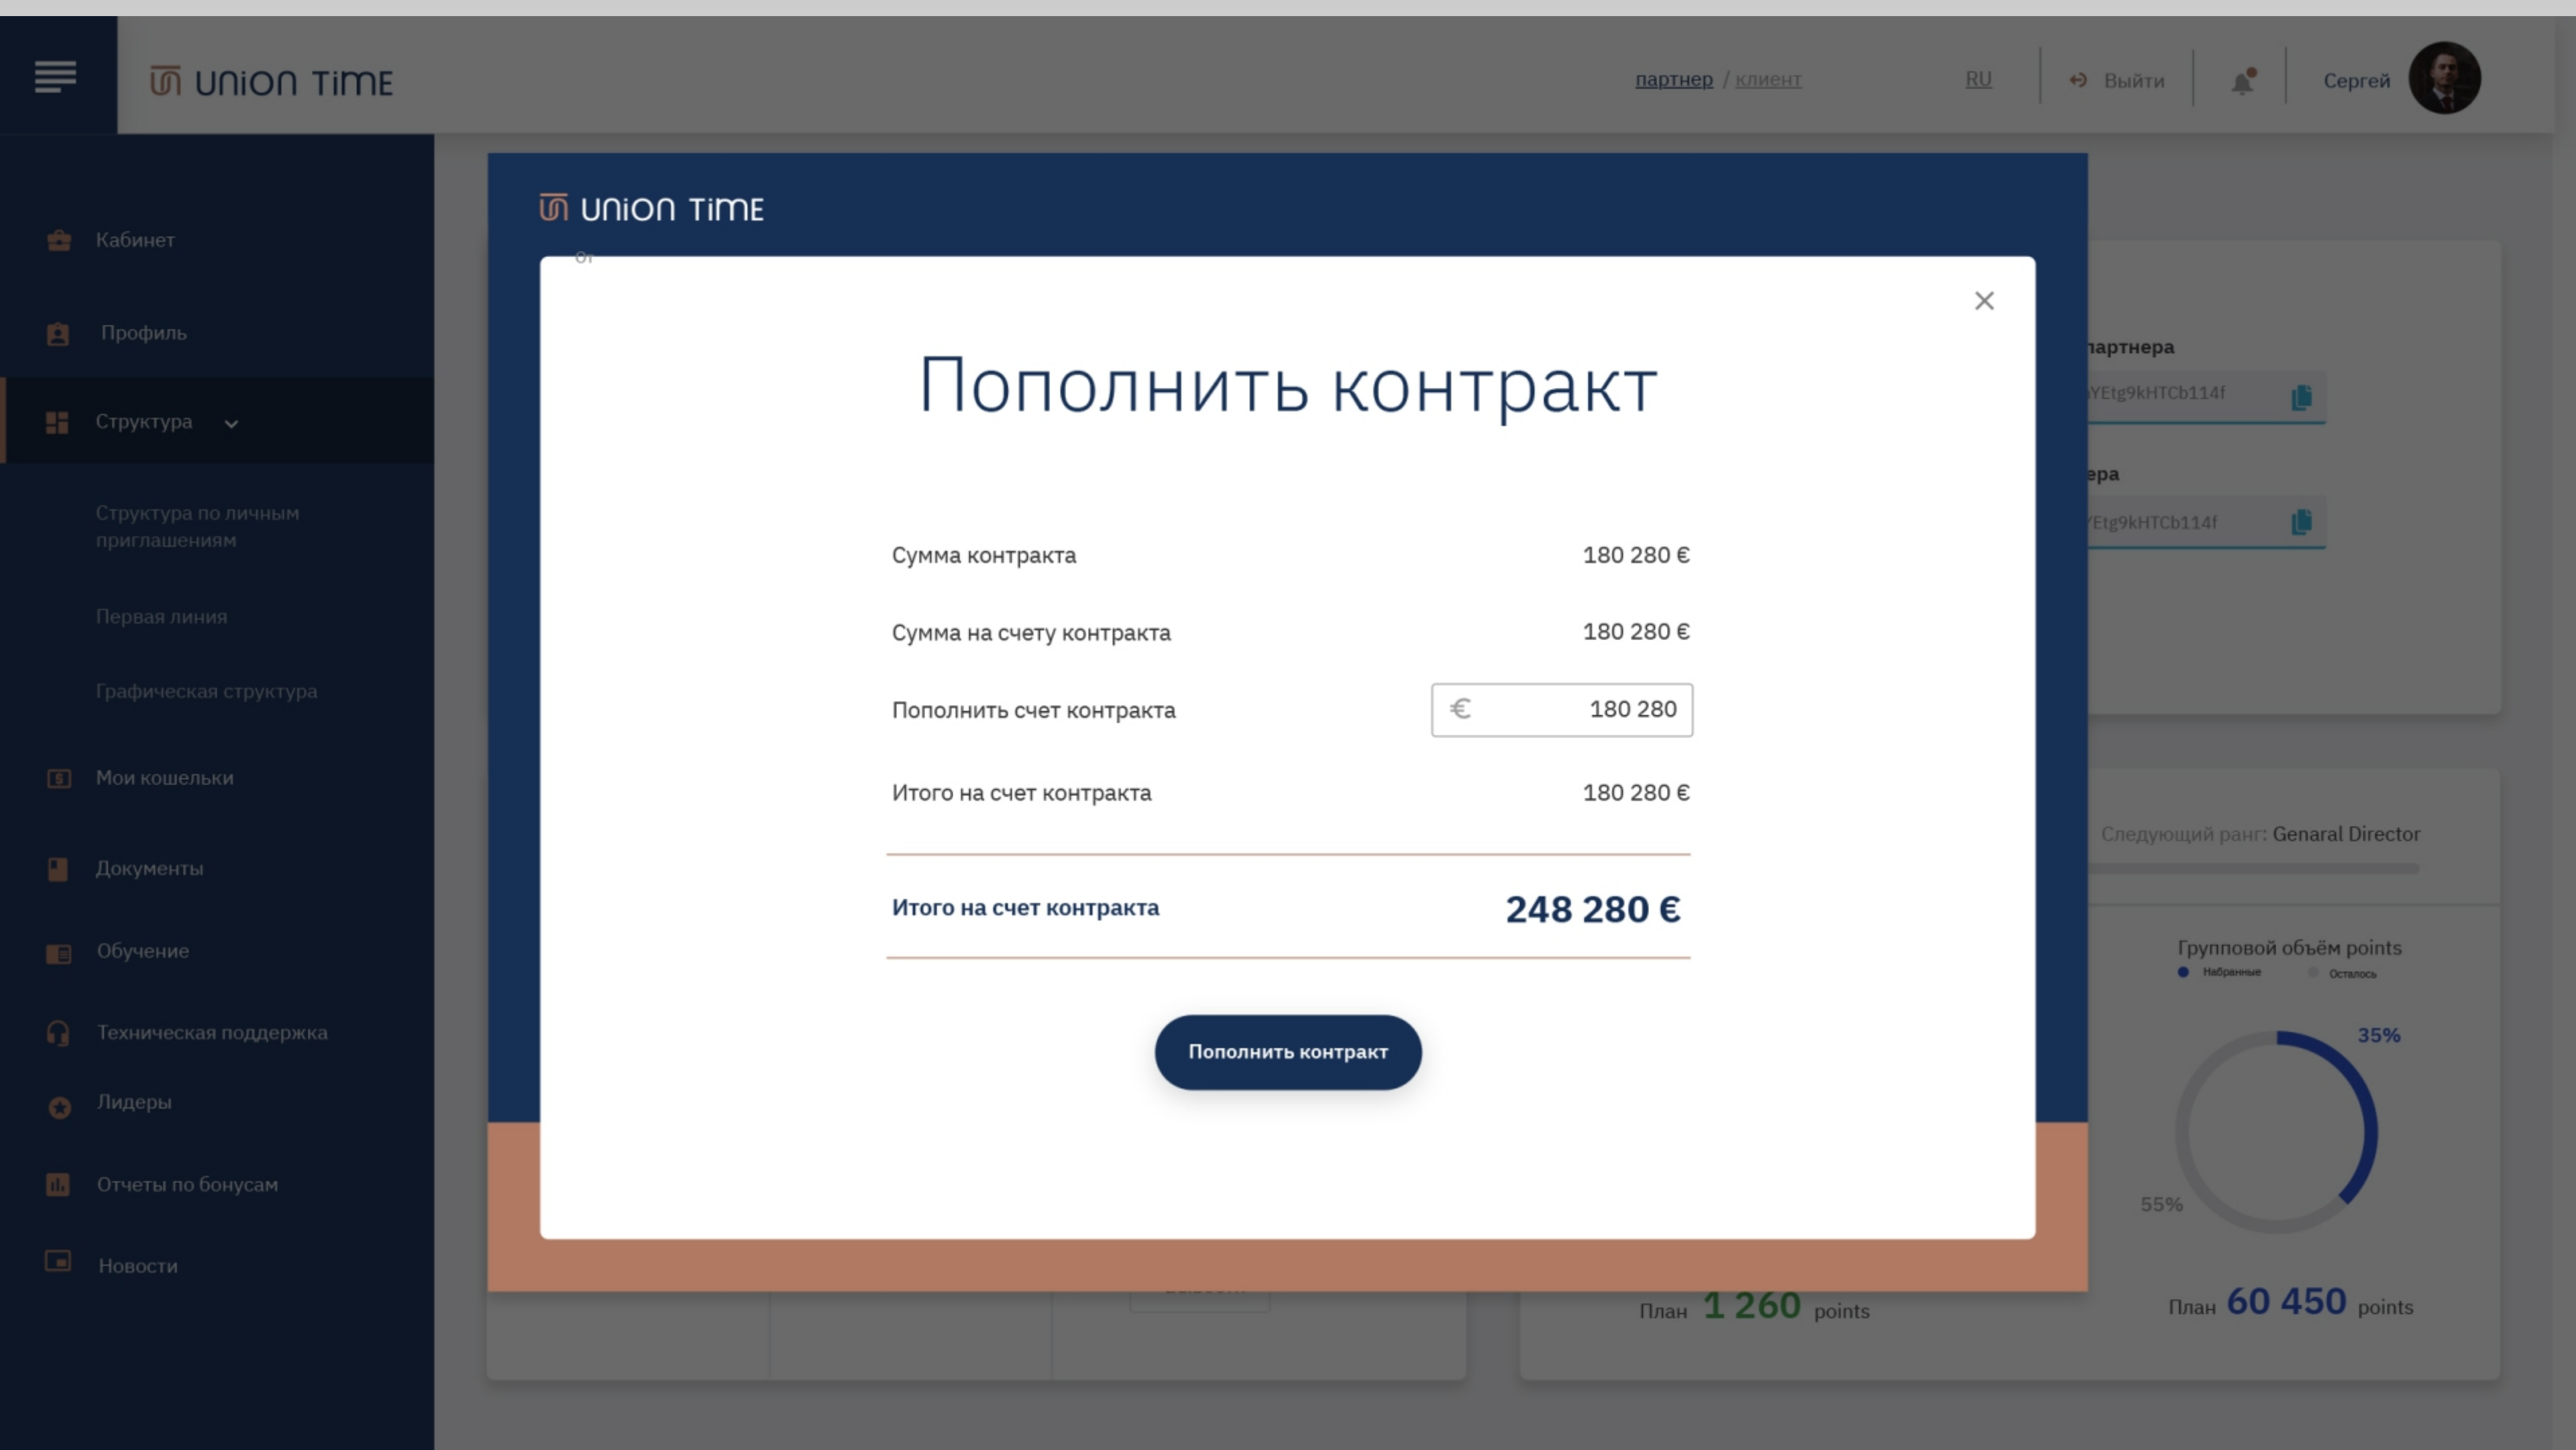 UNION TIME
партнер / клиент
RU
Выйти
Сергей
Кабинет
Профиль
Структура
Структура по личным
приглашениям
Первая линия
Графическая структура
Мои кошельки
Документы
Обучение
Техническая поддержка
Лидеры
Отчеты по бонусам
Новости
UNION TIME
От
Пополнить контракт
Сумма контракта 180 280 €
Сумма на счету контракта 180 280 €
Пополнить счет контракта € 180 280
Итого на счет контракта 180 280 €
Итого на счет контракта 248 280 €
Пополнить контракт
партнера
YEtg9kHTCb114f
ера
YEtg9kHTCb114f
Следующий ранг: Genaral Director
Групповой объём points
Набранные Осталось
35%
55%
План 1 260 points
План 60 450 points